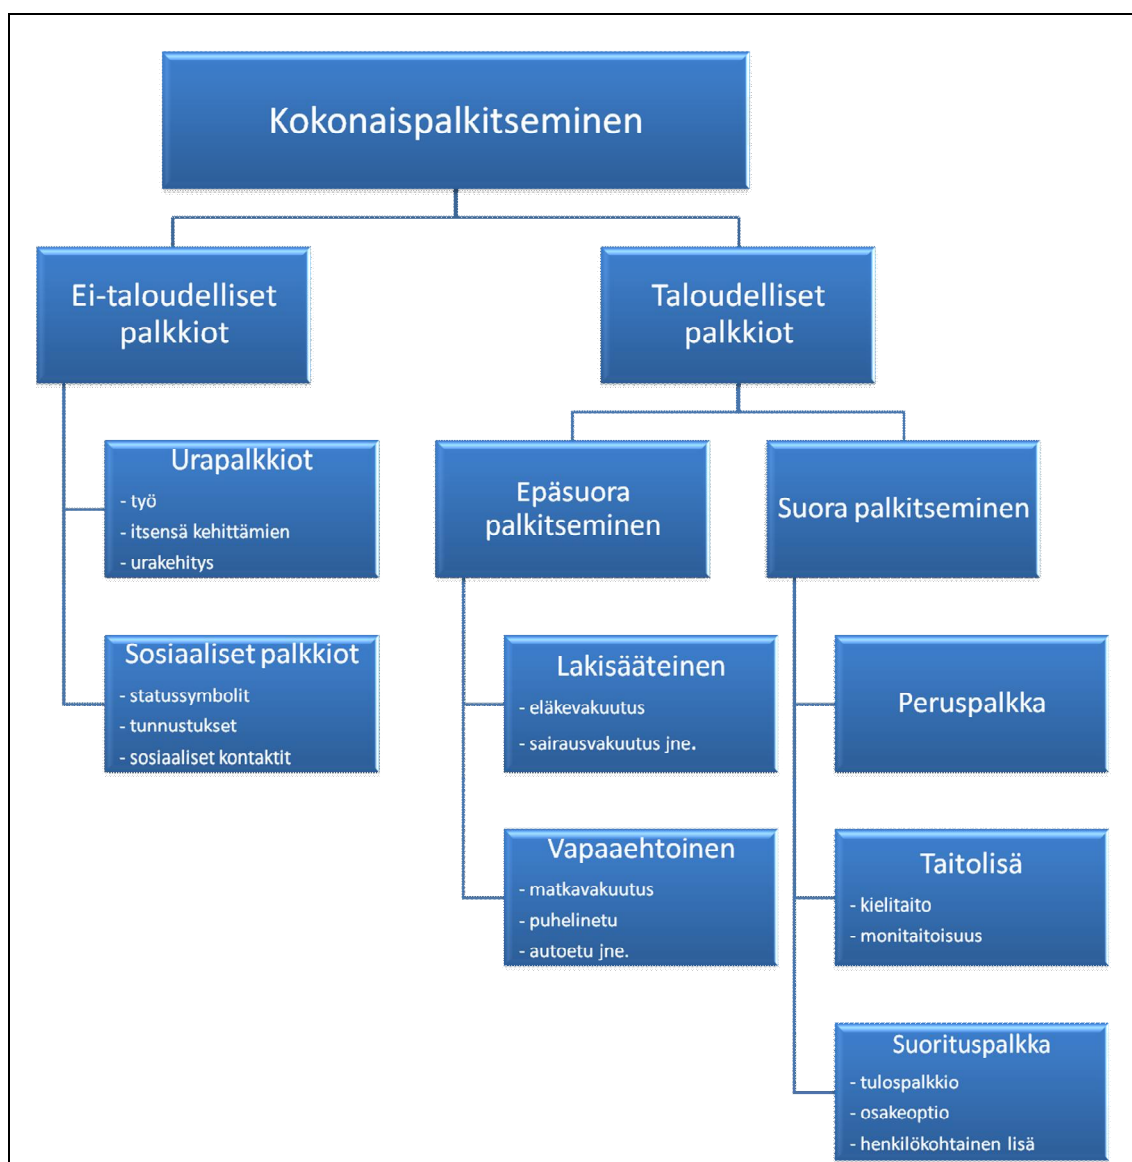 Kokonaispalkitseminen
Ei-taloudelliset
palkkiot
Taloudelliset
palkkiot
Urapalkkiot
- työ
- itsensä kehittämien
- urakehitys
Sosiaaliset palkkiot
- statussymbolit
- tunnustukset
- sosiaaliset kontaktit
Epäsuora
palkitseminen
Suora palkitseminen
Lakisääteinen
- eläkevakuutus
- sairausvakuutus jne.
Vapaaehtoinen
- matkavakuutus
- puhelinetu
- autoetu jne.
Peruspalkka
Taitolisä
- kielitaito
- monitaitoisuus
Suorituspalkka
- tulospalkkio
- osakeoptio
- henkilökohtainen lisä